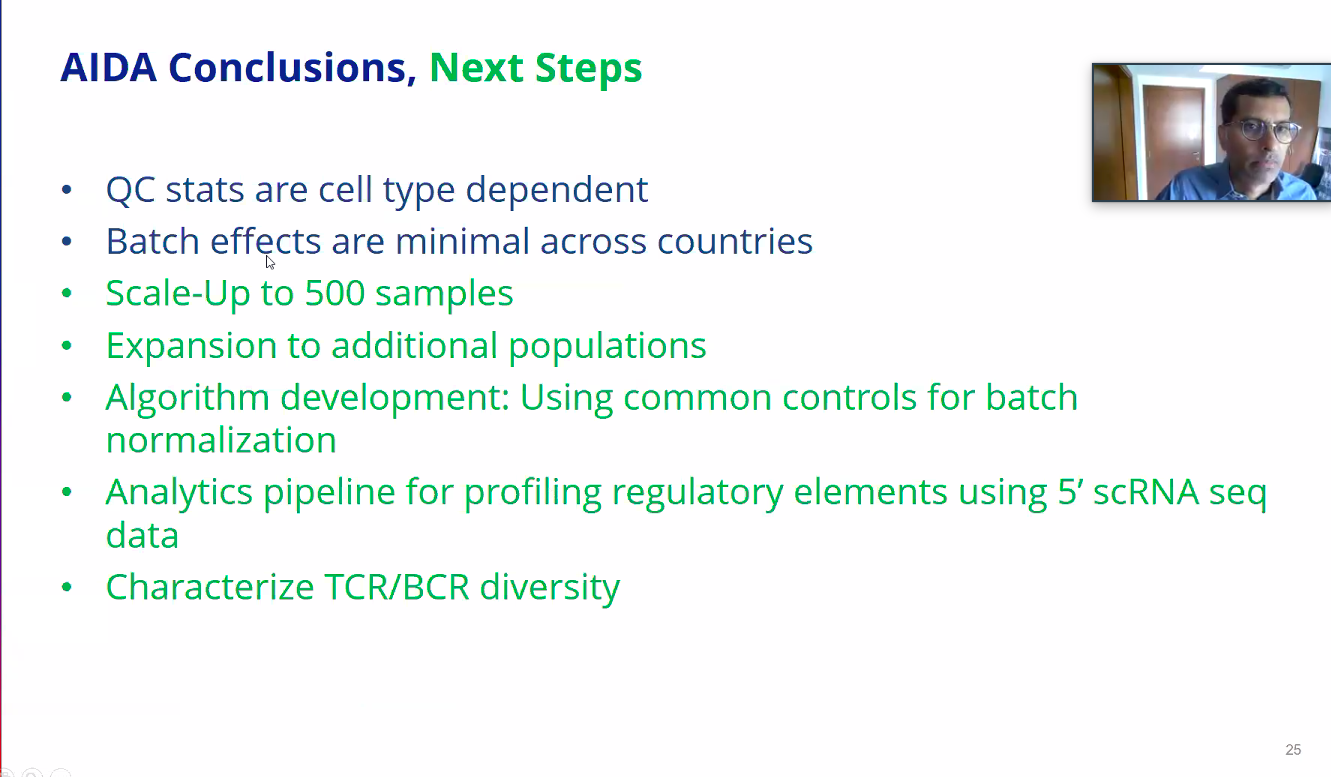 AIDA Conclusions, Next Steps
• QC stats are cell type dependent
• Batch effects are minimal across countries
• Scale-Up to 500 samples
• Expansion to additional populations
• Algorithm development: Using common controls for batch
normalization
• Analytics pipeline for profiling regulatory elements using 5’ scRNA seq
data
• Characterize TCR/BCR diversity
25